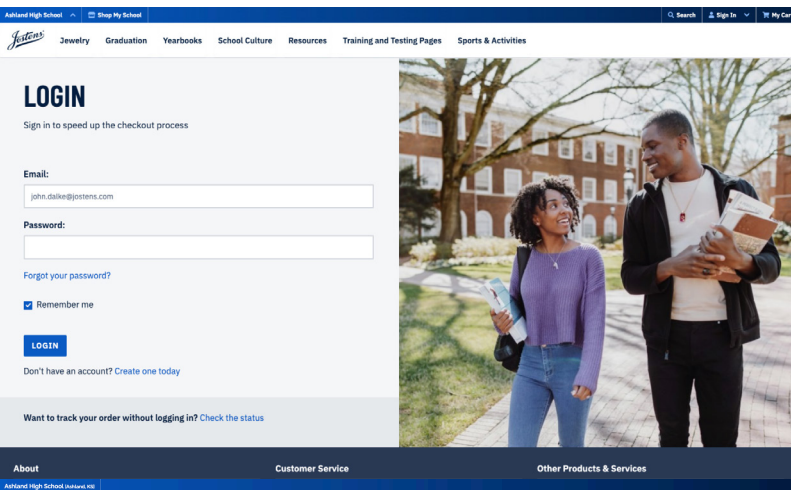 Ashland High School
Shop My School
Search
Sign In
My Car
Jostens
Jewelry
Graduation
Yearbooks
School Culture
Resources
Training and Testing Pages
Sports & Activities
LOGIN
Sign in to speed up the checkout process
Email:
john.dalke@jostens.com
Password:
Forgot your password?
Remember me
LOGIN
Don't have an account? Create one today
Want to track your order without logging in? Check the status
About
Customer Service
Other Products & Services
Ashland High School (Ashland, KS)